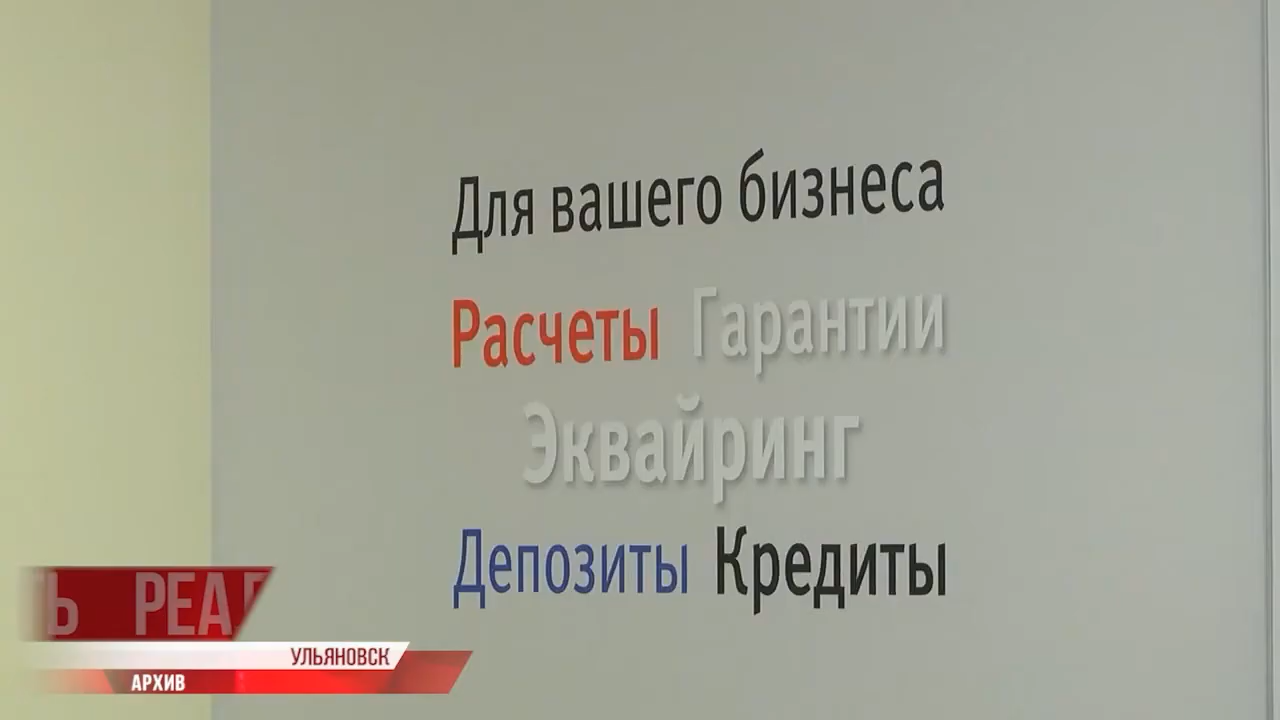 Для вашего бизнеса
Расчеты Гарантии
Эквайринг
Депозиты Кредиты
УЛЬЯНОВСК
АРХИВ